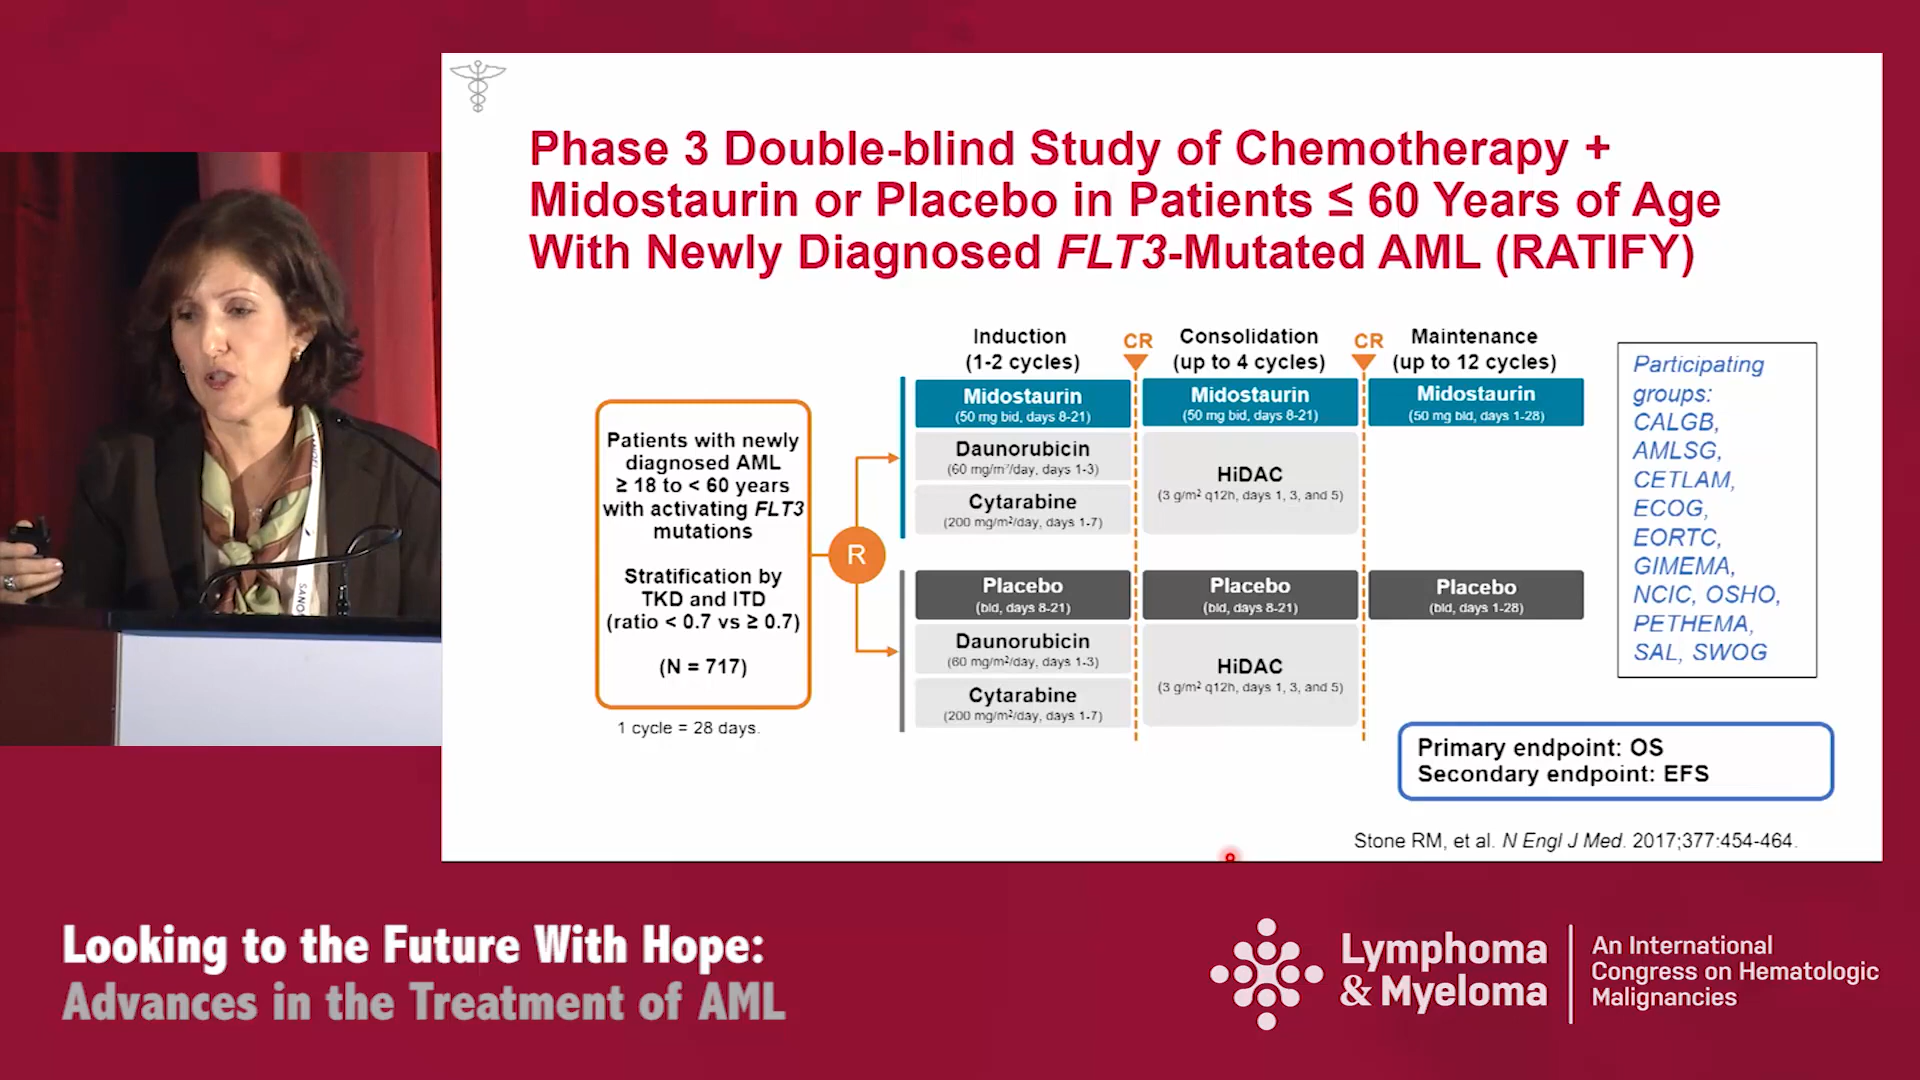 Phase 3 Double-blind Study of Chemotherapy +
Midostaurin or Placebo in Patients ≤ 60 Years of Age
With Newly Diagnosed FLT3-Mutated AML (RATIFY)
Patients with newly
diagnosed AML
≥ 18 to < 60 years
with activating FLT3
mutations
Stratification by
TKD and ITD
(ratio < 0.7 vs ≥ 0.7)
(N = 717)
1 cycle = 28 days.
R
Induction
(1-2 cycles)
CR
Consolidation
(up to 4 cycles)
CR
Maintenance
(up to 12 cycles)
Midostaurin
(50 mg bid, days 8-21)
Midostaurin
(50 mg bid, days 8-21)
Midostaurin
(50 mg bid, days 1-28)
Daunorubicin
(60 mg/m²/day, days 1-3)
Cytarabine
(200 mg/m²/day, days 1-7)
HiDAC
(3 g/m² q12h, days 1, 3, and 5)
Placebo
(bid, days 8-21)
Placebo
(bid, days 8-21)
Placebo
(bid, days 1-28)
Daunorubicin
(60 mg/m²/day, days 1-3)
Cytarabine
(200 mg/m²/day, days 1-7)
HiDAC
(3 g/m² q12h, days 1, 3, and 5)
Participating
groups:
CALGB,
AMLSG,
CETLAM,
ECOG,
EORTC,
GIMEMA,
NCIC, OSHO,
PETHEMA,
SAL, SWOG
Primary endpoint: OS
Secondary endpoint: EFS
Stone RM, et al. N Engl J Med. 2017;377:454-464.
Looking to the Future With Hope:
Advances in the Treatment of AML
Lymphoma
& Myeloma
An International
Congress on Hematologic
Malignancies